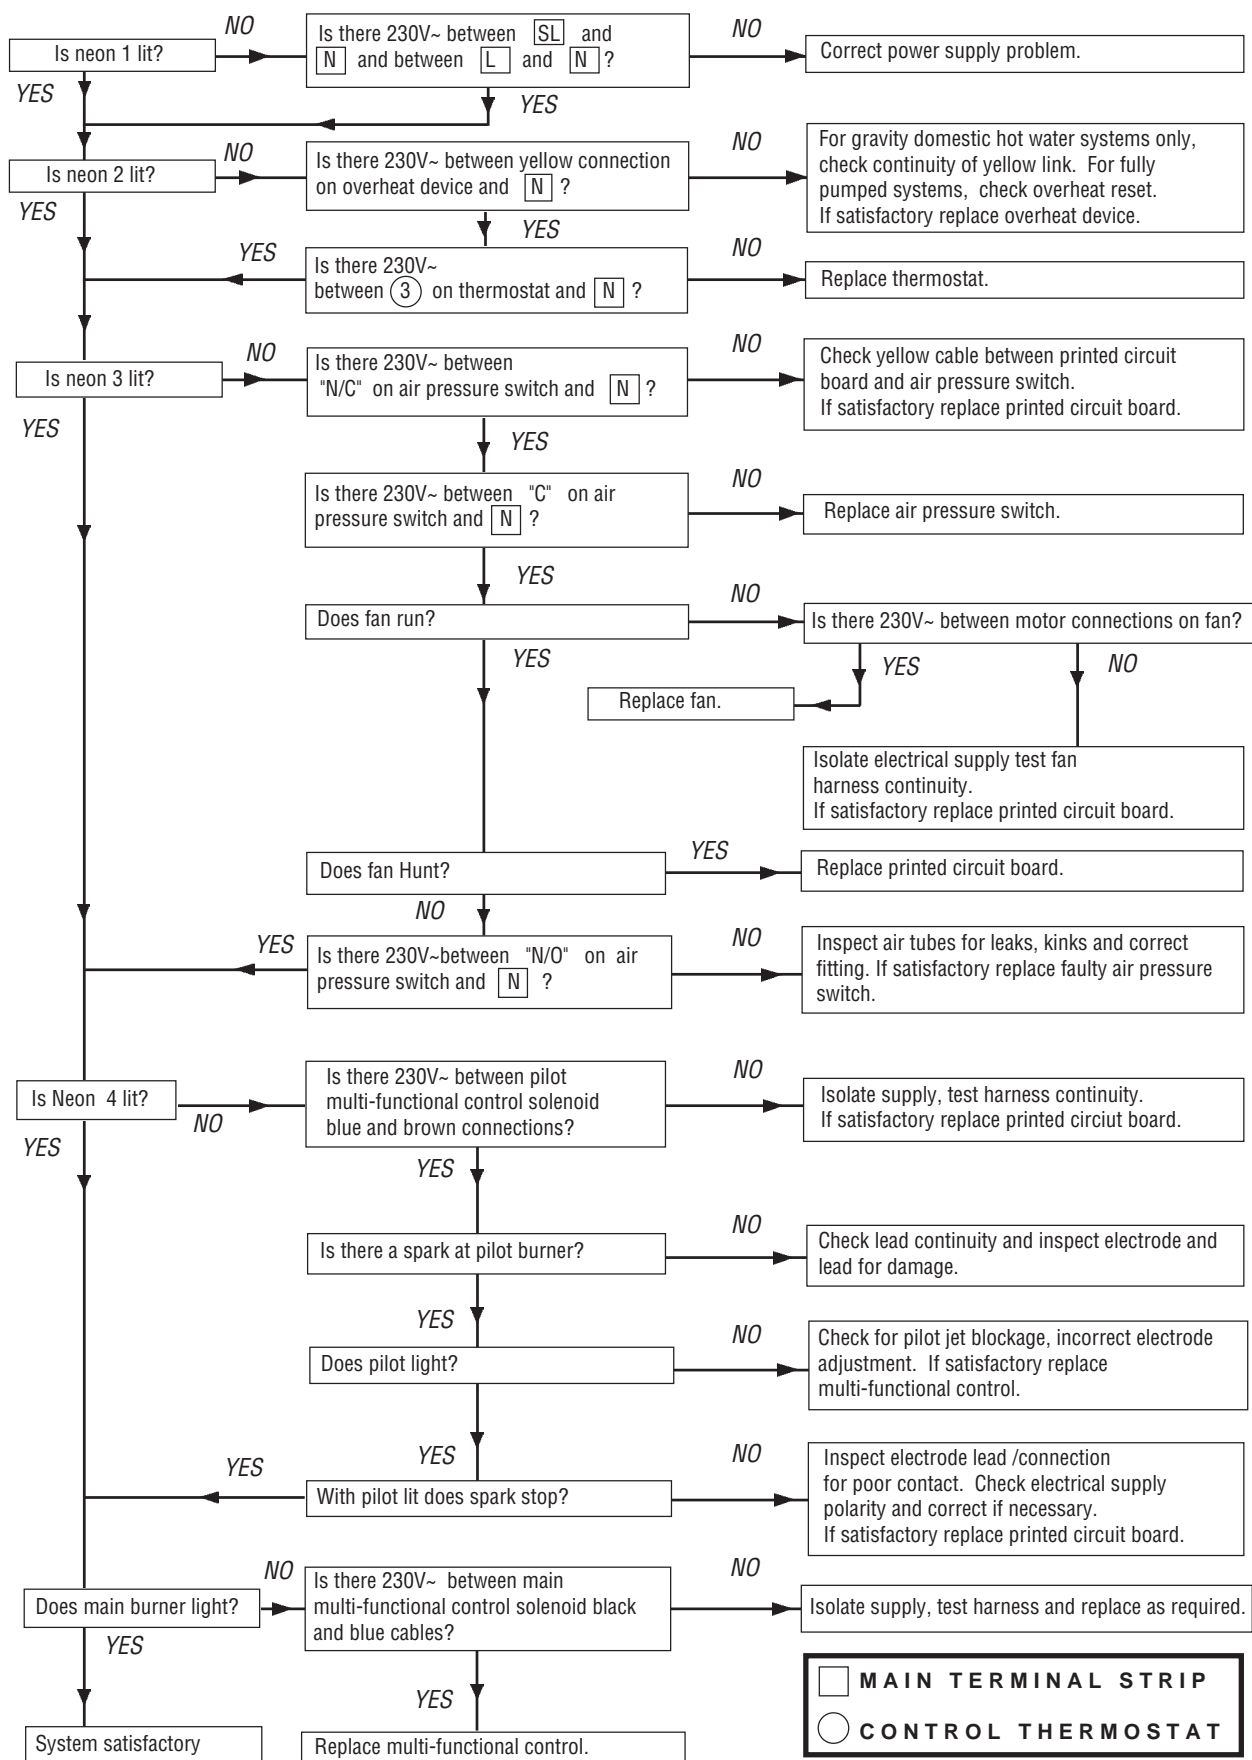 NO
Is there 230V~ between SL and
N and between L and N ?
NO
Correct power supply problem.
Is neon 1 lit?
YES
YES
NO
Is there 230V~ between yellow connection
on overheat device and N ?
NO
For gravity domestic hot water systems only,
check continuity of yellow link. For fully
pumped systems, check overheat reset.
If satisfactory replace overheat device.
Is neon 2 lit?
YES
YES
YES
Is there 230V~
between 3 on thermostat and N ?
NO
Replace thermostat.
Is neon 3 lit?
NO
Is there 230V~ between
"N/C" on air pressure switch and N ?
NO
Check yellow cable between printed circuit
board and air pressure switch.
If satisfactory replace printed circuit board.
YES
YES
Is there 230V~ between "C" on air
pressure switch and N ?
NO
Replace air pressure switch.
YES
Does fan run?
NO
Is there 230V~ between motor connections on fan?
YES
YES
NO
Replace fan.
Isolate electrical supply test fan
harness continuity.
If satisfactory replace printed circuit board.
Does fan Hunt?
YES
Replace printed circuit board.
NO
YES
Is there 230V~between "N/O" on air
pressure switch and N ?
NO
Inspect air tubes for leaks, kinks and correct
fitting. If satisfactory replace faulty air pressure
switch.
Is Neon 4 lit?
NO
Is there 230V~ between pilot
multi-functional control solenoid
blue and brown connections?
NO
Isolate supply, test harness continuity.
If satisfactory replace printed circiut board.
YES
YES
Is there a spark at pilot burner?
NO
Check lead continuity and inspect electrode and
lead for damage.
YES
Does pilot light?
NO
Check for pilot jet blockage, incorrect electrode
adjustment. If satisfactory replace
multi-functional control.
YES
YES
With pilot lit does spark stop?
NO
Inspect electrode lead /connection
for poor contact. Check electrical supply
polarity and correct if necessary.
If satisfactory replace printed circuit board.
Does main burner light?
NO
Is there 230V~ between main
multi-functional control solenoid black
and blue cables?
NO
Isolate supply, test harness and replace as required.
YES
YES
System satisfactory
Replace multi-functional control.
MAIN TERMINAL STRIP
CONTROL THERMOSTAT